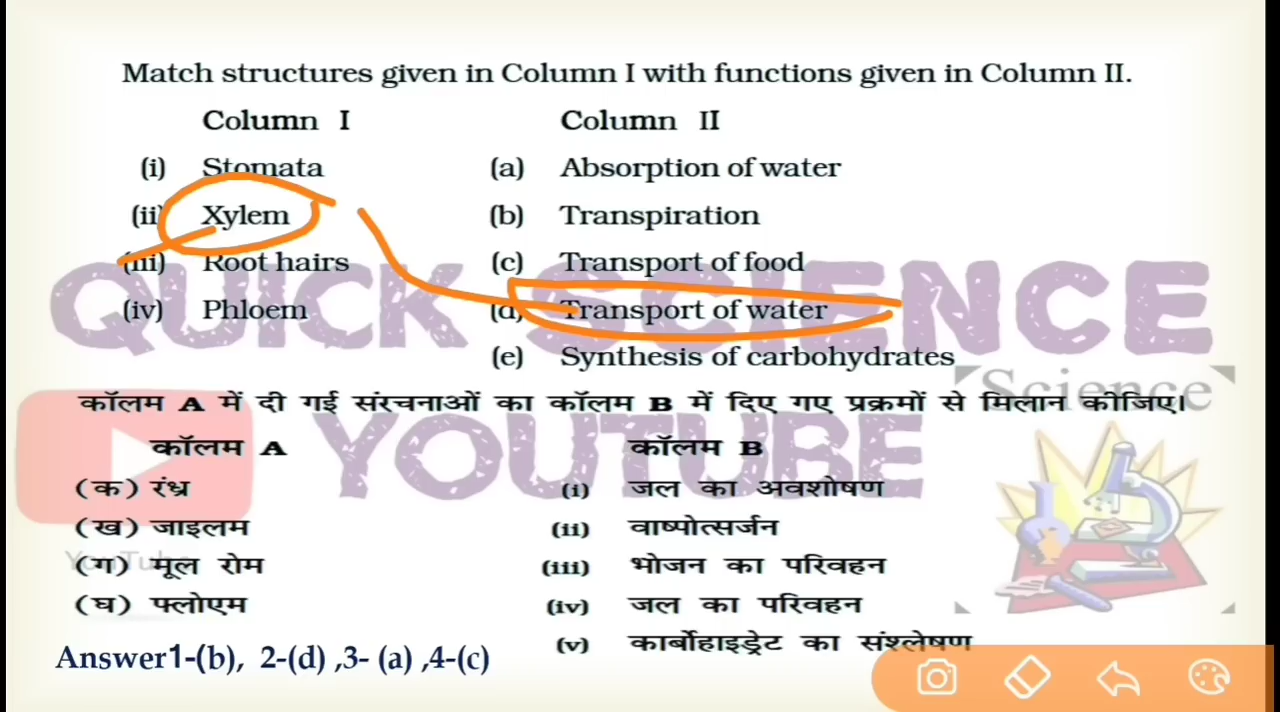 Match structures given in Column I with functions given in Column II.
Column I Column II
(i) Stomata (a) Absorption of water
(ii) Xylem (b) Transpiration
(iii) Root hairs (c) Transport of food
(iv) Phloem (d) Transport of water
(e) Synthesis of carbohydrates
QUICK SCIENCE
YOUTUBE
Science
कॉलम A में दी गई संरचनाओं का कॉलम B में दिए गए प्रक्रमों से मिलान कीजिए।
कॉलम A कॉलम B
(क) रंध्र (i) जल का अवशोषण
(ख) जाइलम (ii) वाष्पोत्सर्जन
YouTube
(ग) मूल रोम (iii) भोजन का परिवहन
(घ) फ्लोएम (iv) जल का परिवहन
(v) कार्बोहाइड्रेट का संश्लेषण
Answer1-(b), 2-(d) ,3- (a) ,4-(c)